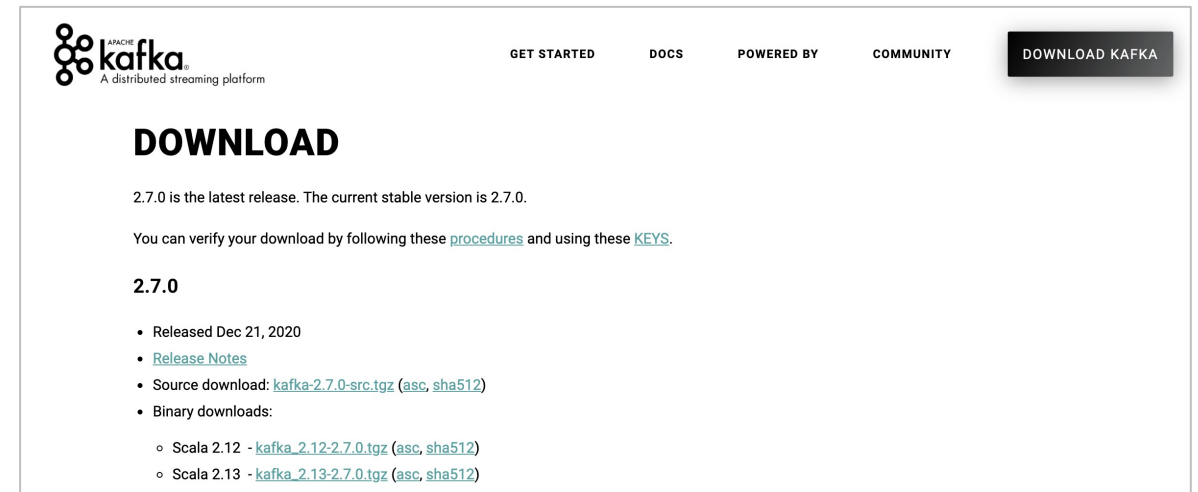 APACHE
kafka®
A distributed streaming platform
GET STARTED DOCS POWERED BY COMMUNITY DOWNLOAD KAFKA
DOWNLOAD
2.7.0 is the latest release. The current stable version is 2.7.0.
You can verify your download by following these procedures and using these KEYS.
2.7.0
• Released Dec 21, 2020
• Release Notes
• Source download: kafka-2.7.0-src.tgz (asc, sha512)
• Binary downloads:
◦ Scala 2.12 - kafka_2.12-2.7.0.tgz (asc, sha512)
◦ Scala 2.13 - kafka_2.13-2.7.0.tgz (asc, sha512)